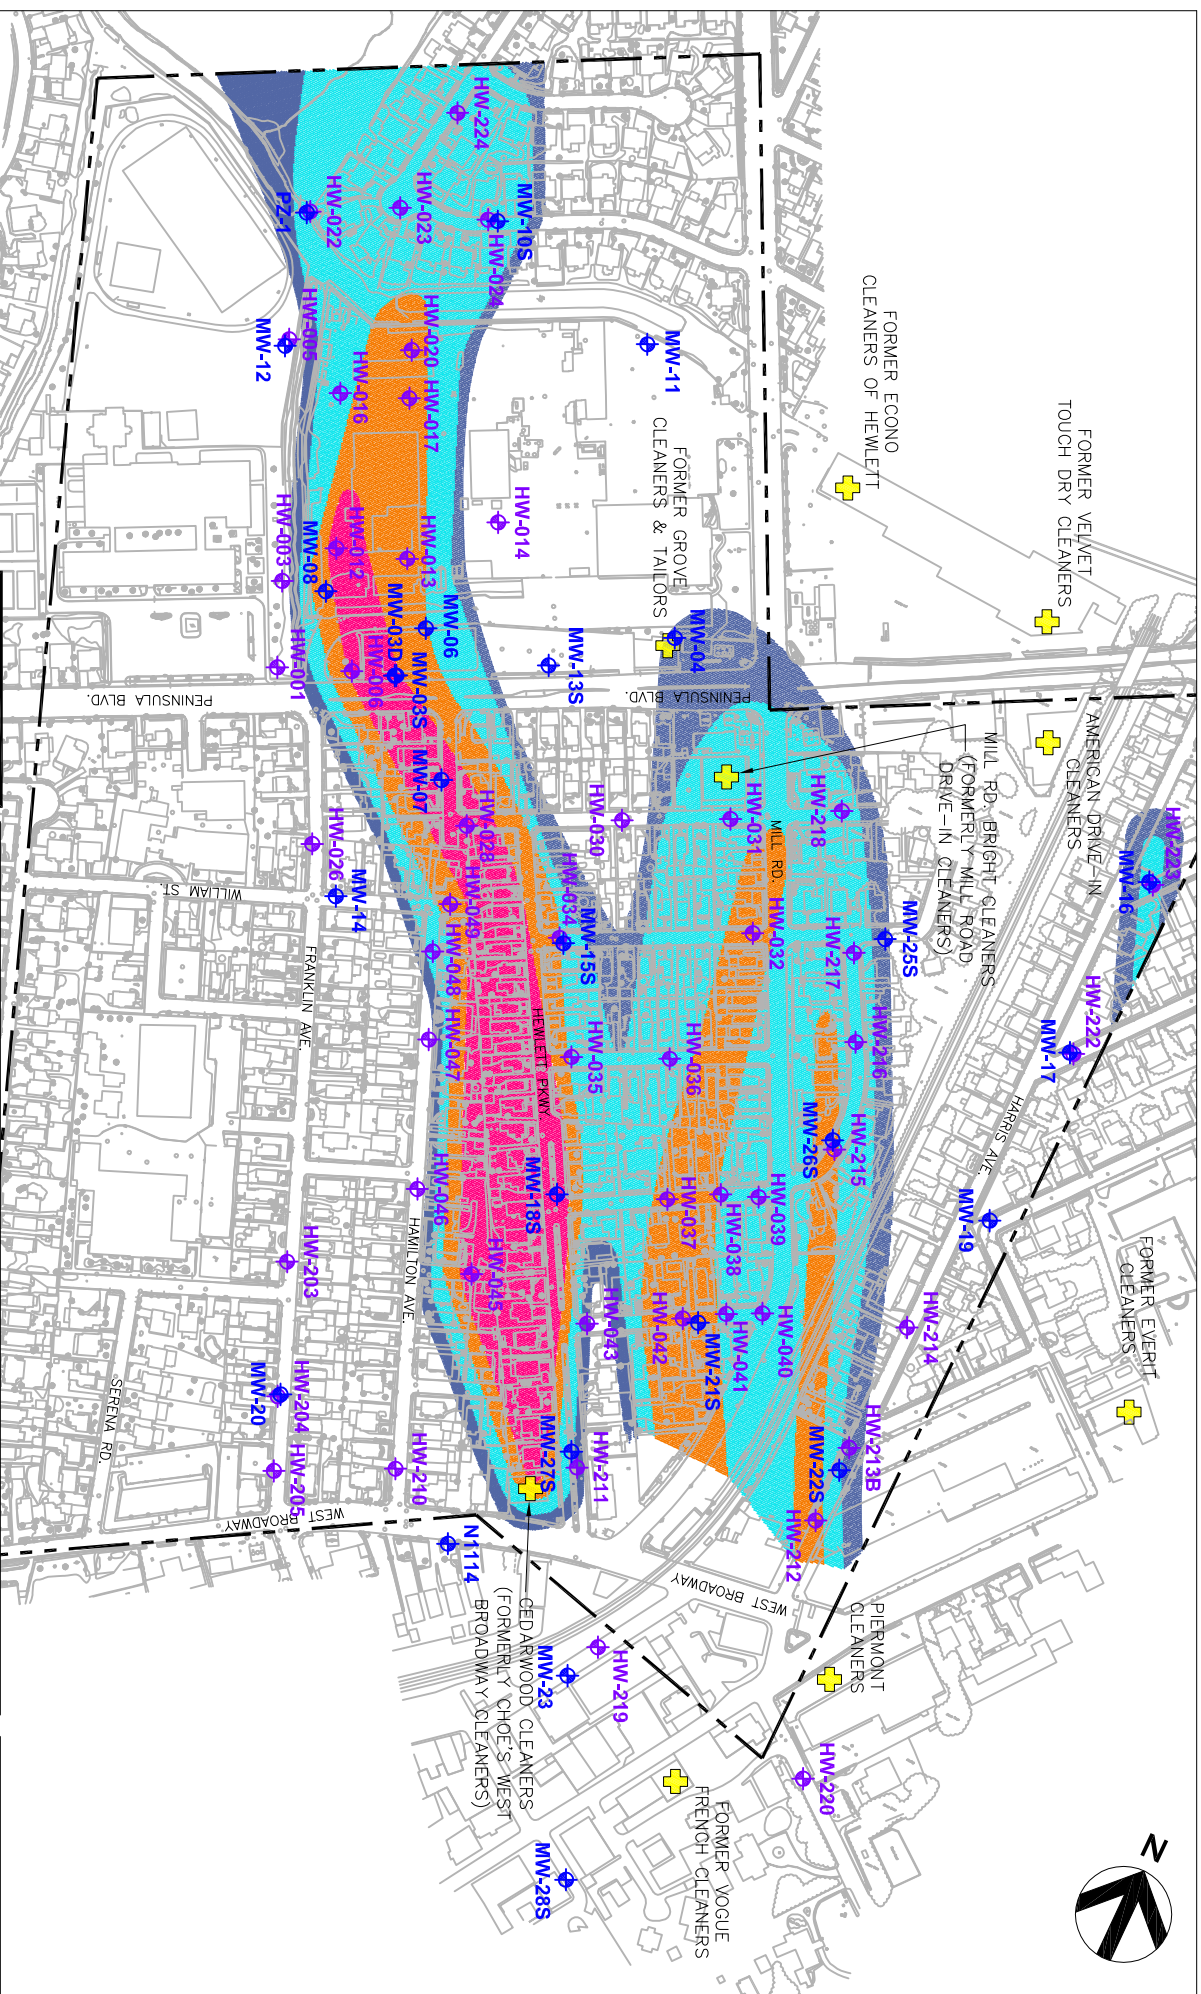 N
FORMER ECONO
CLEANERS OF HEWLETT
FORMER VELVET
TOUCH DRY CLEANERS
FORMER GROVE
CLEANERS & TAILORS
AMERICAN DRIVE-IN
CLEANERS
MILL RD. BRIGHT CLEANERS
(FORMERLY MILL ROAD
DRIVE-IN CLEANERS)
FORMER EVERIT
CLEANERS
PIERMONT
CLEANERS
FORMER VOGUE
FRENCH CLEANERS
CEDARWOOD CLEANERS
(FORMERLY CHOE'S WEST
BROADWAY CLEANERS)
HW-224
HW-023
HW-022
PZ-1
MW-10S
HW-024
HW-005
MW-12
HW-020
HW-017
HW-016
MW-11
HW-014
HW-003
MW-08
HW-012
HW-013
MW-06
MW-03D
MW-03S
HW-006
HW-001
MW-13S
MW-04
PENINSULA BLVD.
PENINSULA BLVD.
MW-07
HW-028
HW-026
MW-14
WILLIAM ST.
FRANKLIN AVE.
HW-030
HW-031
MILL RD.
HW-218
HW-223
MW-16
HW-049
HW-048
HW-034
MW-15S
HW-032
HW-217
MW-25S
HW-222
MW-17
HARRIS AVE.
HW-047
HEWLETT PKWY
HW-035
HW-036
HW-216
HW-215
MW-26S
MW-19
HW-046
HAMILTON AVE.
MW-18S
HW-037
HW-038
HW-039
HW-203
HW-045
HW-043
HW-042
MW-21S
HW-041
HW-040
HW-214
HW-204
MW-20
HW-205
SERENA RD.
HW-210
MW-27S
HW-211
HW-213B
MW-22S
HW-212
WEST BROADWAY
WEST BROADWAY
N1114
MW-23
HW-219
HW-220
MW-28S